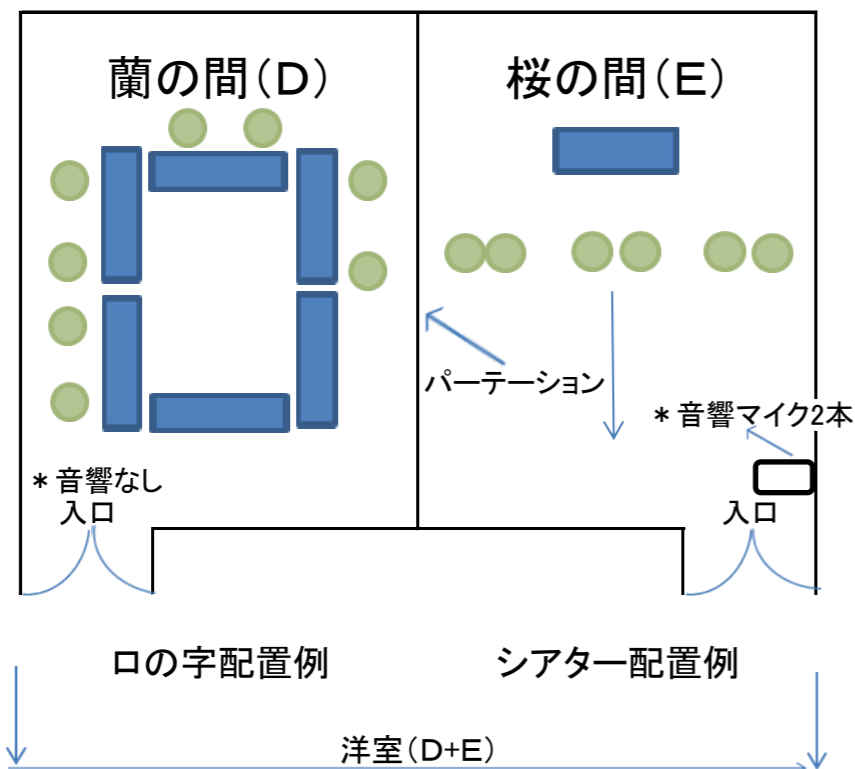 蘭の間(D)
桜の間(E)
パーテーション
*音響マイク2本
*音響なし
入口
入口
ロの字配置例
シアター配置例
洋室(D+E)